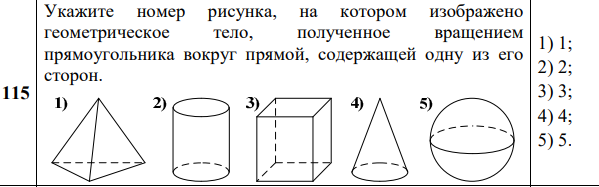 Укажите номер рисунка, на котором изображено
геометрическое тело, полученное вращением
прямоугольника вокруг прямой, содержащей одну из его
сторон.
115
1) 2) 3) 4) 5)
1) 1;
2) 2;
3) 3;
4) 4;
5) 5.